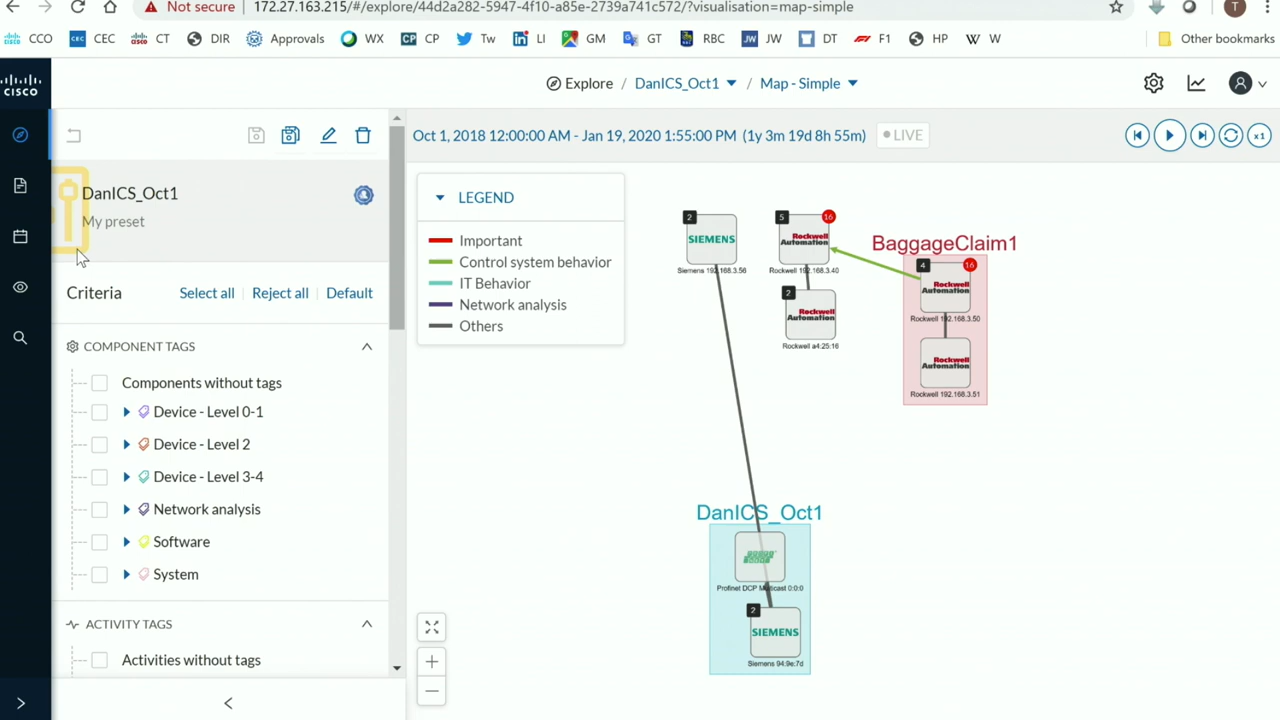 Not secure 172.27.163.215/#/explore/44d2a282-5947-4f10-a85e-2739a741c572/?visualisation=map-simple T
CCO CEC CT DIR Approvals WX CP Tw LI GM GT RBC JW DT F1 HP W Other bookmarks
CISCO Explore / DanICS_Oct1 / Map - Simple
Oct 1, 2018 12:00:00 AM - Jan 19, 2020 1:55:00 PM (1y 3m 19d 8h 55m) LIVE x1
DanICS_Oct1
My preset
Criteria Select all Reject all Default
COMPONENT TAGS
Components without tags
Device - Level 0-1
Device - Level 2
Device - Level 3-4
Network analysis
Software
System
ACTIVITY TAGS
Activities without tags
LEGEND
Important
Control system behavior
IT Behavior
Network analysis
Others
2
SIEMENS
Siemens 192.168.3.56
5 16
Rockwell Automation
Rockwell 192.168.3.40
2
Rockwell Automation
Rockwell a4:25:16
BaggageClaim1
4 16
Rockwell Automation
Rockwell 192.168.3.50
Rockwell Automation
Rockwell 192.168.3.51
DanICS_Oct1
Profinet DCP Multicast 0:0:0
2
SIEMENS
Siemens 94:9e:7d